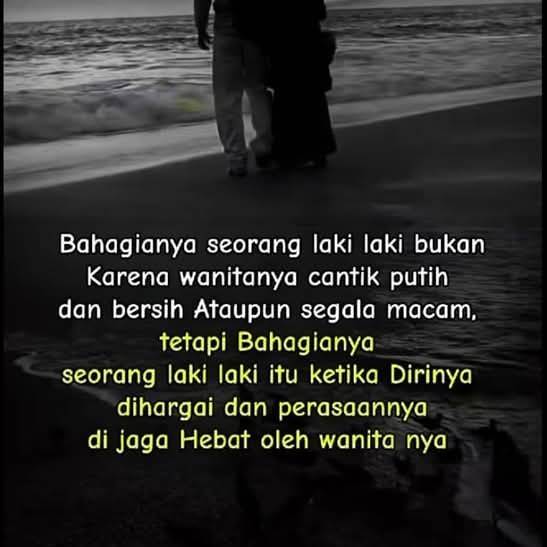 Bahagianya seorang laki laki bukan
Karena wanitanya cantik putih
dan bersih Ataupun segala macam,
tetapi Bahagianya
seorang laki laki itu ketika Dirinya
dihargai dan perasaannya
di jaga Hebat oleh wanita nya